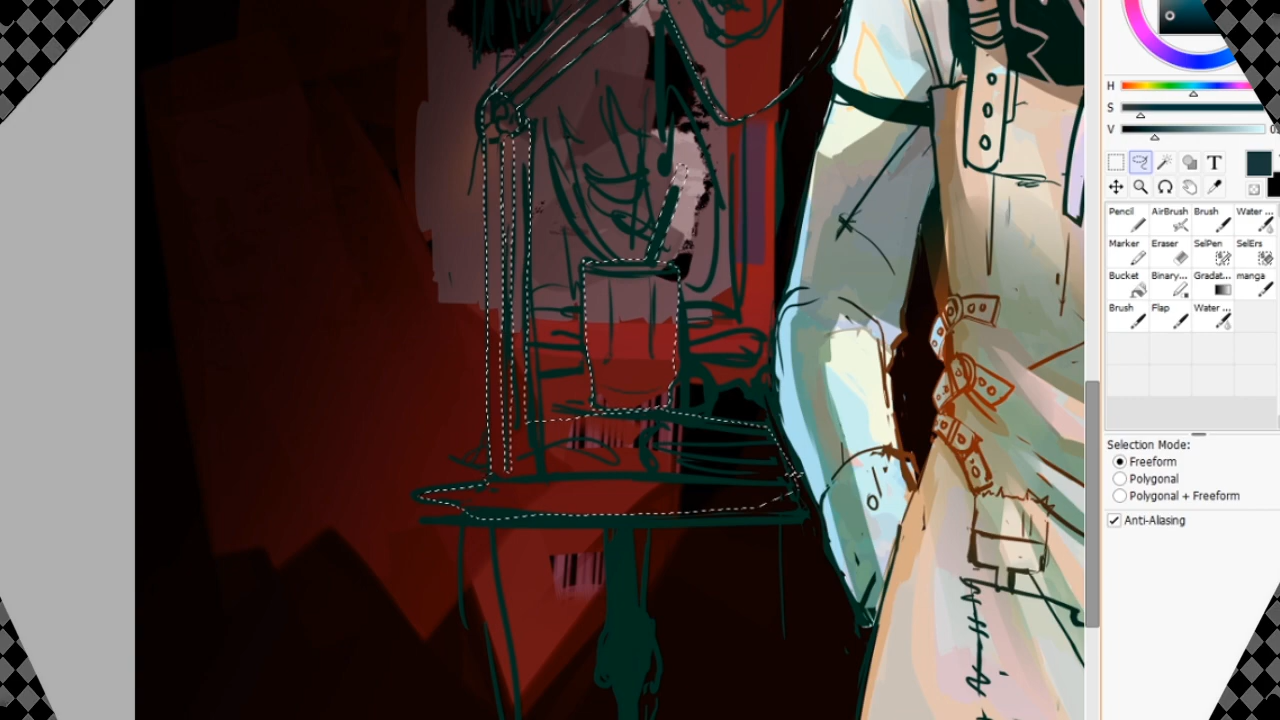 H
S
V
T
Pencil AirBrush Brush Water ...
Marker Eraser SelPen SelErs
Bucket Binary... Gradat... manga
Brush Flap Water ...
Selection Mode:
Freeform
Polygonal
Polygonal + Freeform
Anti-Aliasing